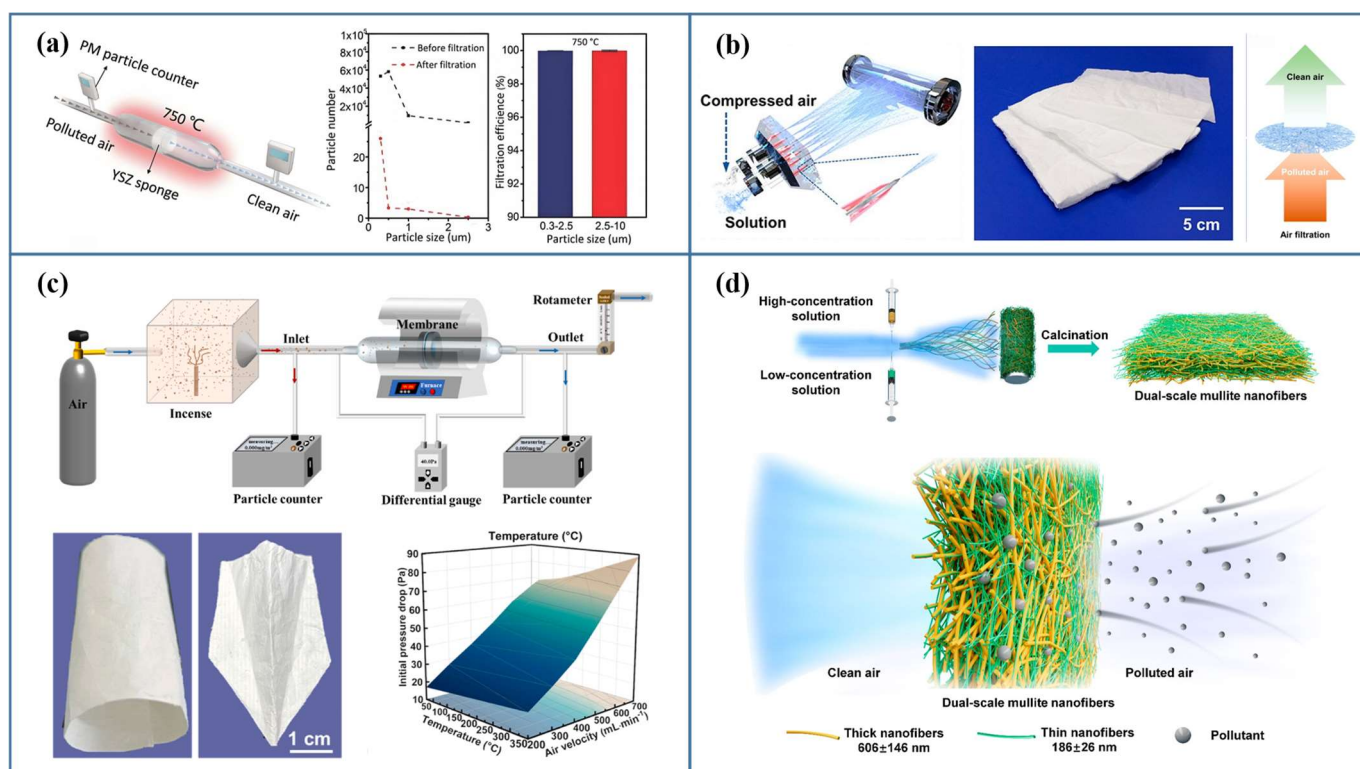 (a)
PM particle counter
750 °C
Polluted air
YSZ sponge
Clean air
Particle number
1x10⁵
8x10⁴
6x10⁴
4x10⁴
2x10⁴
20
10
0
Before filtration
After filtration
0 1 2 3
Particle size (um)
Filtration efficience (%)
100
98
96
94
92
90
750 °C
0.3-2.5 2.5-10
Particle size (um)
(b)
Compressed air
Solution
5 cm
Clean air
Polluted air
Air filtration
(c)
Air
Incense
Inlet
Membrane
Furnace
Outlet
Rotameter
Particle counter
Differential gauge
Particle counter
1 cm
Temperature (°C)
Initial pressure drop (Pa)
90
80
70
60
50
40
30
20
10
50 100 150 200 250 300 350
Temperature (°C)
200 300 400 500 600 700
Air velocity (mL·min⁻¹)
(d)
High-concentration
solution
Low-concentration
solution
Calcination
Dual-scale mullite nanofibers
Clean air
Polluted air
Dual-scale mullite nanofibers
Thick nanofibers
606±146 nm
Thin nanofibers
186±26 nm
Pollutant